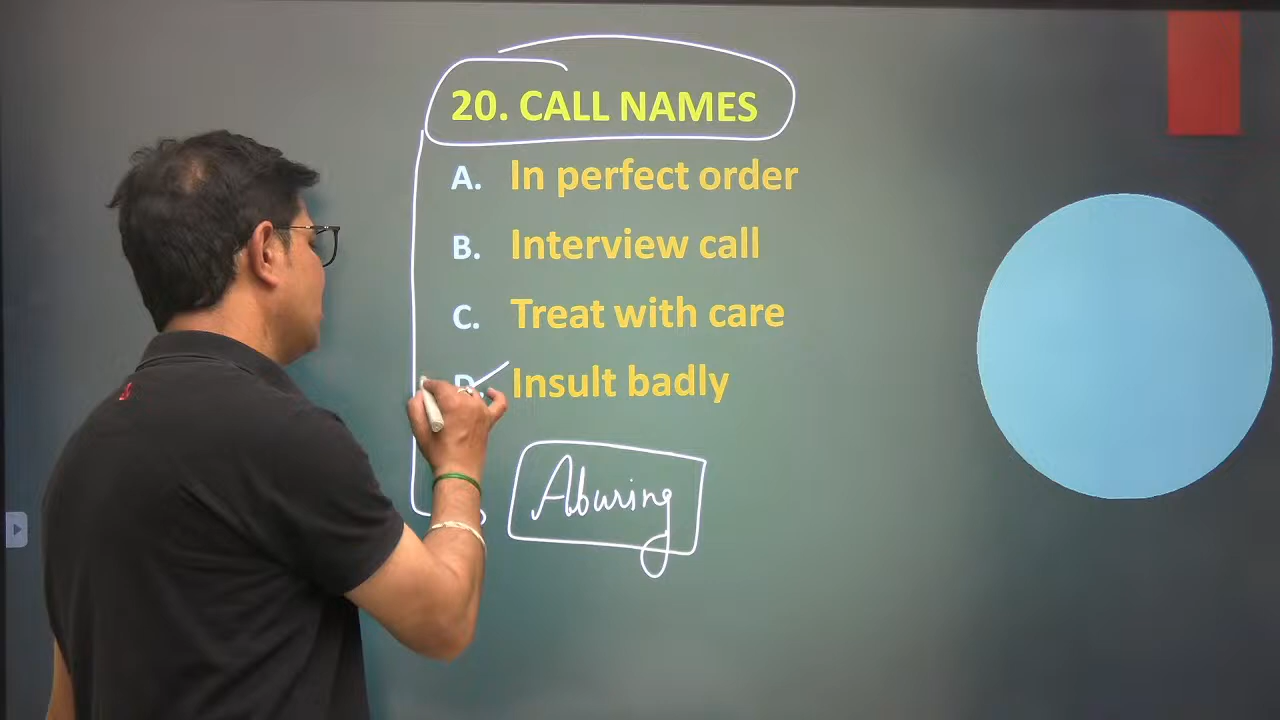 20. CALL NAMES
A. In perfect order
B. Interview call
C. Treat with care
D. Insult badly
Abusing